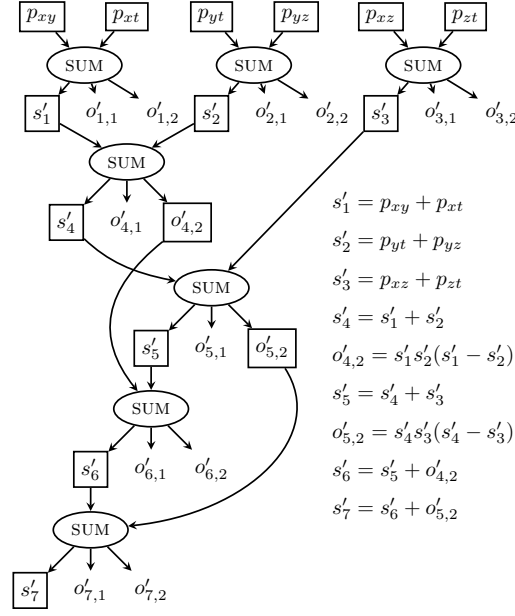 p_{xy} p_{xt} p_{yt} p_{yz} p_{xz} p_{zt}
SUM SUM SUM
s'_1 o'_{1,1} o'_{1,2} s'_2 o'_{2,1} o'_{2,2} s'_3 o'_{3,1} o'_{3,2}
SUM
s'_4 o'_{4,1} o'_{4,2}
SUM
s'_5 o'_{5,1} o'_{5,2}
SUM
s'_6 o'_{6,1} o'_{6,2}
SUM
s'_7 o'_{7,1} o'_{7,2}
s'_1 = p_{xy} + p_{xt}
s'_2 = p_{yt} + p_{yz}
s'_3 = p_{xz} + p_{zt}
s'_4 = s'_1 + s'_2
o'_{4,2} = s'_1 s'_2 (s'_1 − s'_2)
s'_5 = s'_4 + s'_3
o'_{5,2} = s'_4 s'_3 (s'_4 − s'_3)
s'_6 = s'_5 + o'_{4,2}
s'_7 = s'_6 + o'_{5,2}